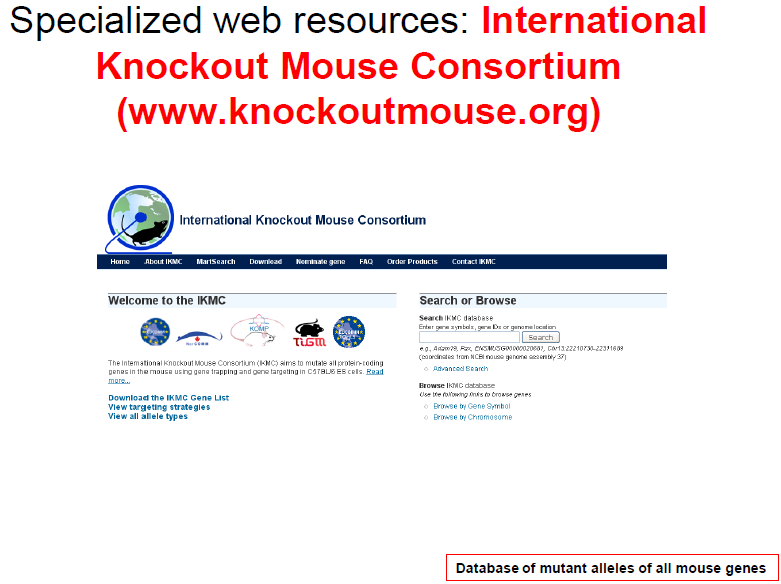 Specialized web resources: International
Knockout Mouse Consortium
(www.knockoutmouse.org)
International Knockout Mouse Consortium
Home About IKMC MartSearch Download Nominate gene FAQ Order Products Contact IKMC
Welcome to the IKMC
KOMP
TIGM
The International Knockout Mouse Consortium (IKMC) aims to mutate all protein-coding
genes in the mouse using gene trapping and gene targeting in C57BL/6 ES cells. Read
more...
Download the IKMC Gene List
View targeting strategies
View all allele types
Search or Browse
Search IKMC database
Enter gene symbols, gene IDs or genome location
Search
(coordinates from NCBI mouse genome assembly 37)
Advanced Search
Browse IKMC database
Use the following links to browse genes
Browse by Gene Symbol
Browse by Chromosome
Database of mutant alleles of all mouse genes